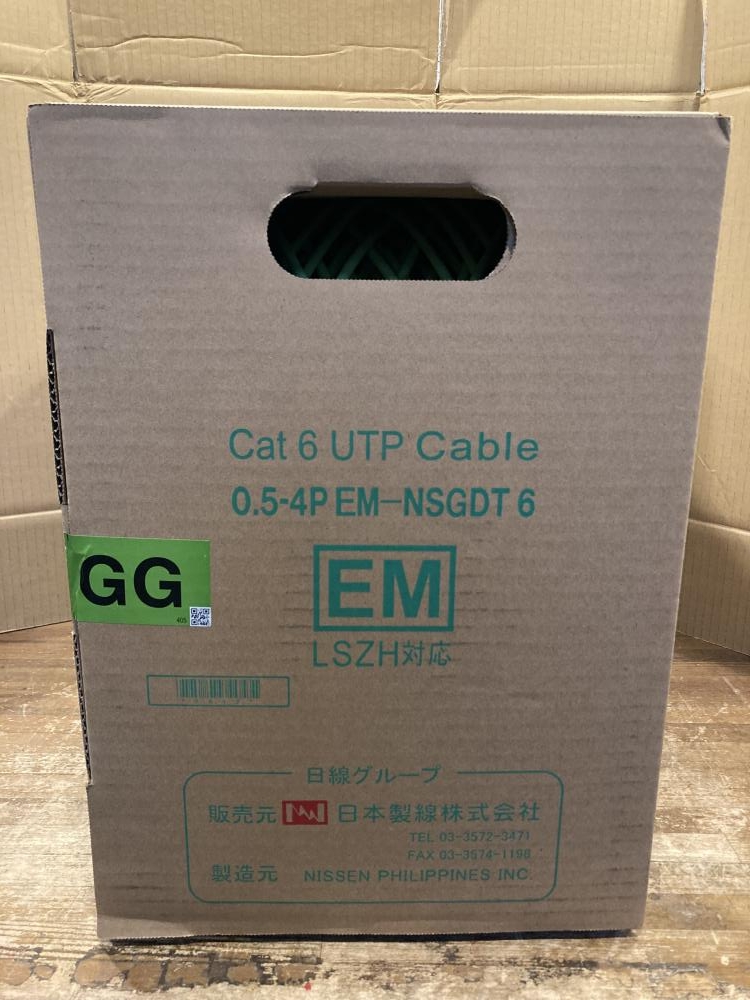 Cat 6 UTP Cable
0.5-4P EM-NSGDT 6
GG
405
EM
LSZH対応
日線グループ
販売元 日本製線株式会社
TEL 03-3572-3471
FAX 03-3574-1198
製造元 NISSEN PHILIPPINES INC.